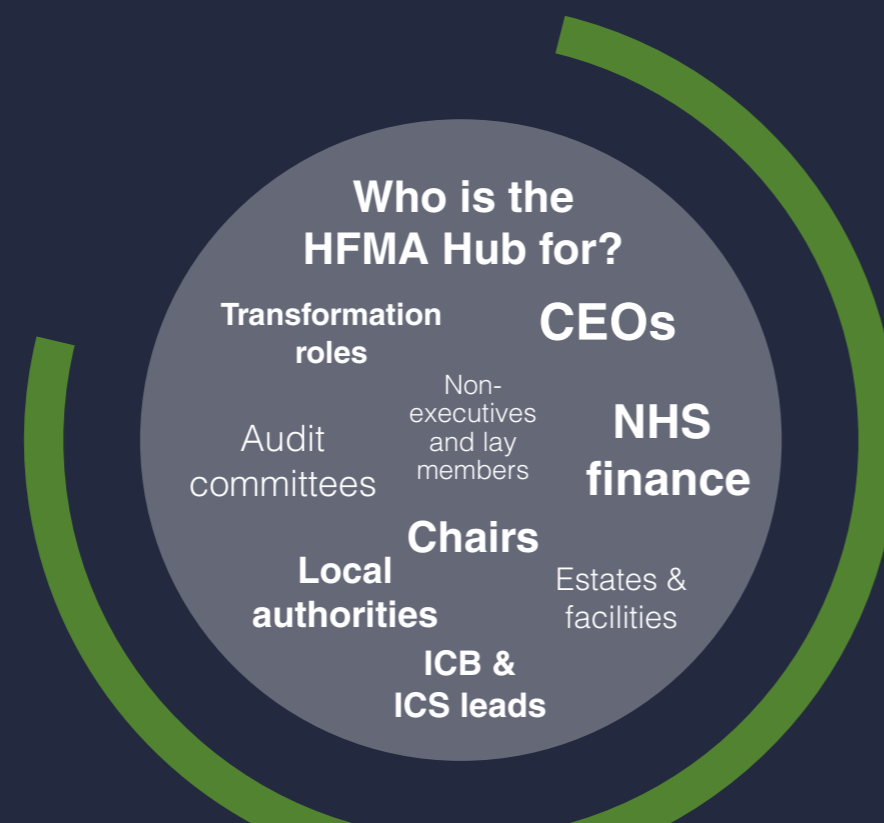 Who is the
HFMA Hub for?
Transformation
roles
CEOs
Non-
executives
and lay
members
NHS
finance
Audit
committees
Chairs
Local
authorities
Estates &
facilities
ICB &
ICS leads